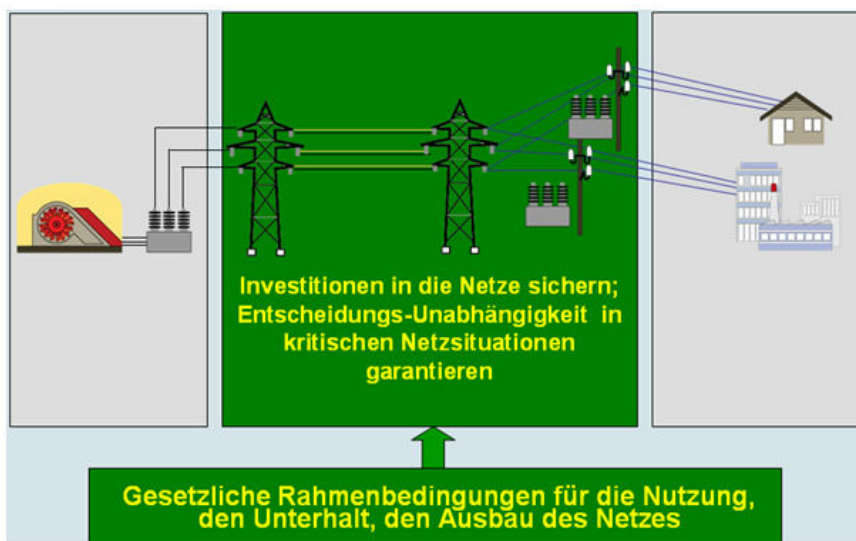 Investitionen in die Netze sichern;
Entscheidungs-Unabhängigkeit in
kritischen Netzsituationen
garantieren
Gesetzliche Rahmenbedingungen für die Nutzung,
den Unterhalt, den Ausbau des Netzes